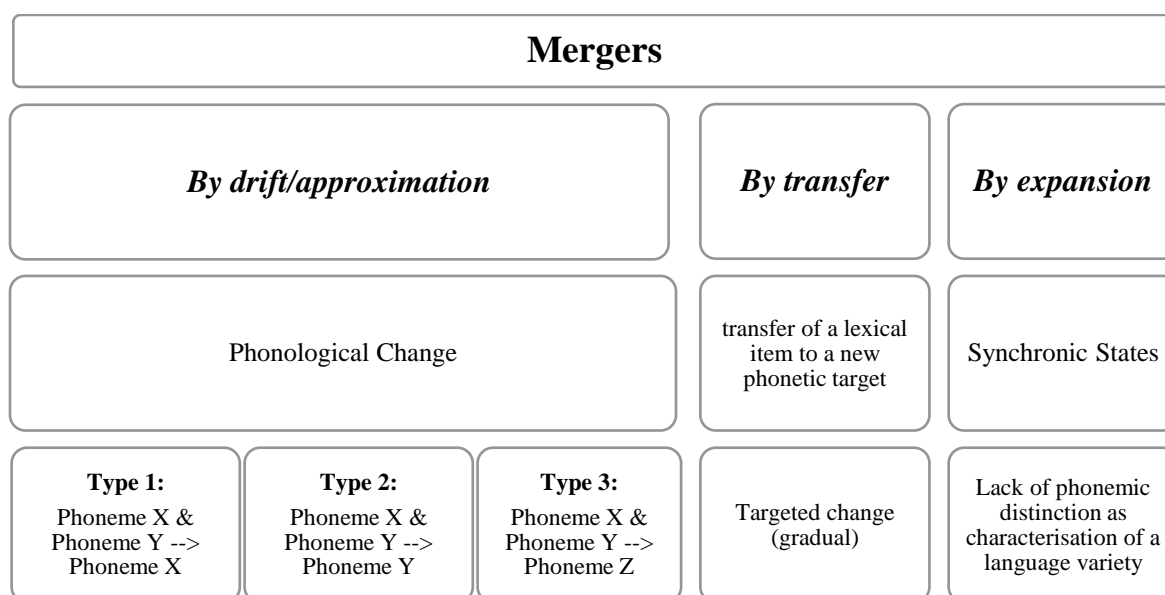 Mergers
By drift/approximation
By transfer
By expansion
Phonological Change
transfer of a lexical
item to a new
phonetic target
Synchronic States
Type 1:
Phoneme X &
Phoneme Y -->
Phoneme X
Type 2:
Phoneme X &
Phoneme Y -->
Phoneme Y
Type 3:
Phoneme X &
Phoneme Y -->
Phoneme Z
Targeted change
(gradual)
Lack of phonemic
distinction as
characterisation of a
language variety